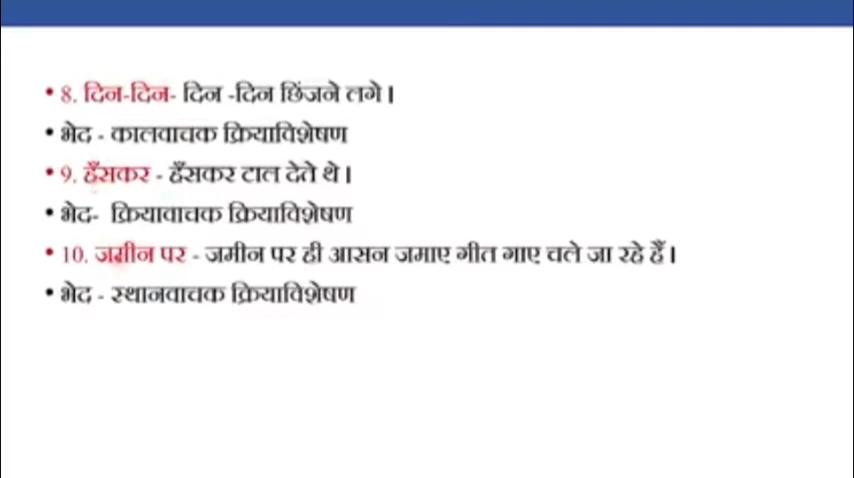 • 8. दिन-दिन- दिन -दिन छिंजने लगे।
• भेद - कालवाचक क्रियाविशेषण
• 9. हँसकर - हँसकर टाल देते थे।
• भेद- क्रियावाचक क्रियाविशेषण
• 10. जमीन पर - जमीन पर ही आसन जमाए गीत गाए चले जा रहे हैं।
• भेद - स्थानवाचक क्रियाविशेषण